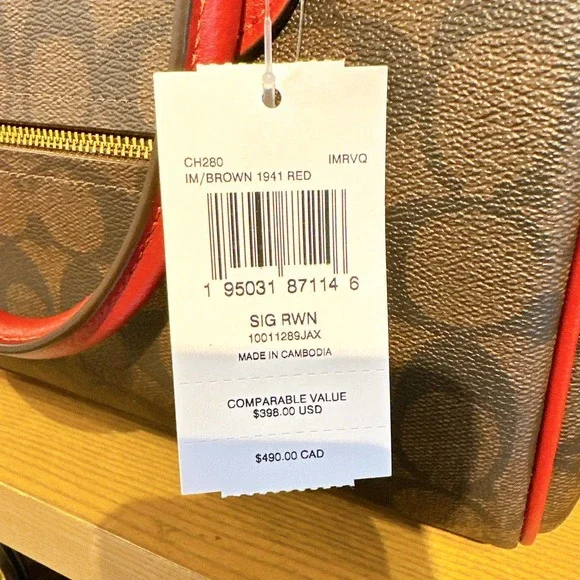 CH280 IMRVQ
IM/BROWN 1941 RED
1 95031 87114 6
SIG RWN
10011289JAX
MADE IN CAMBODIA
COMPARABLE VALUE
$398.00 USD
$490.00 CAD